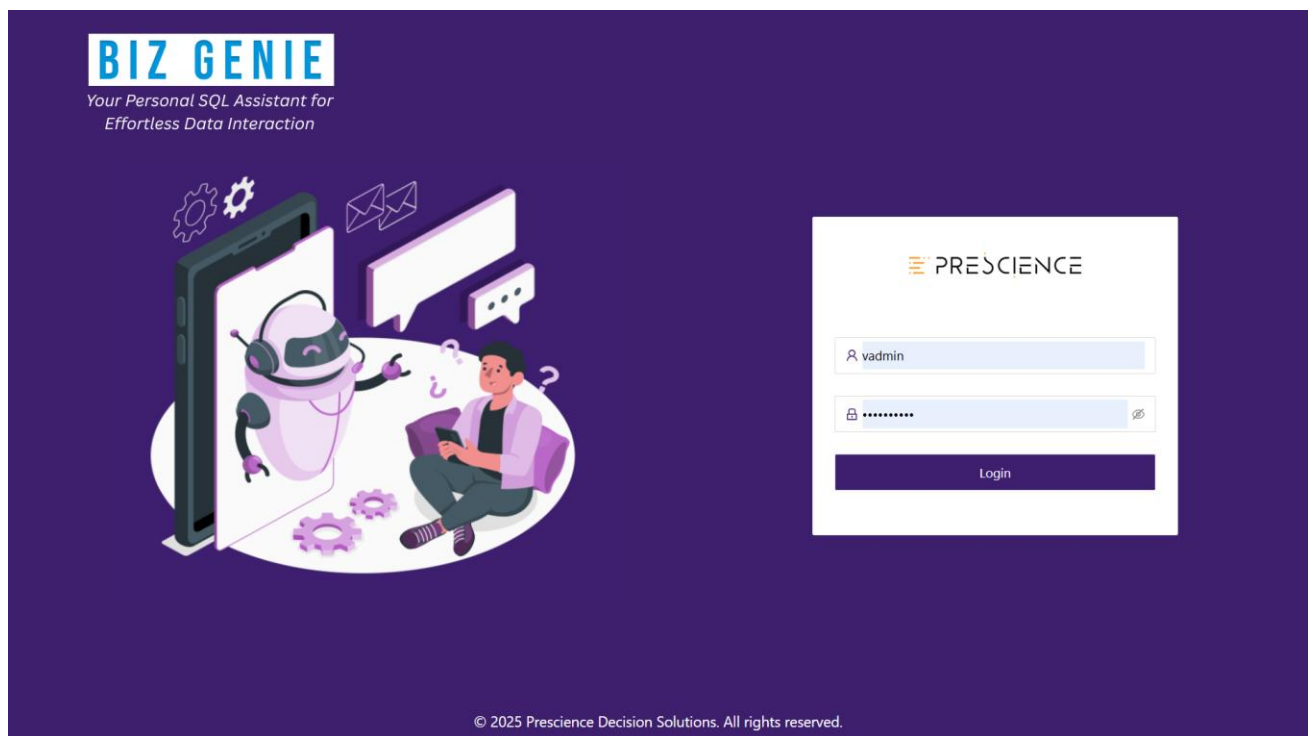 BIZ GENIE
Your Personal SQL Assistant for
Effortless Data Interaction
PRESCIENCE
vadmin
••••••••••
Login
© 2025 Prescience Decision Solutions. All rights reserved.